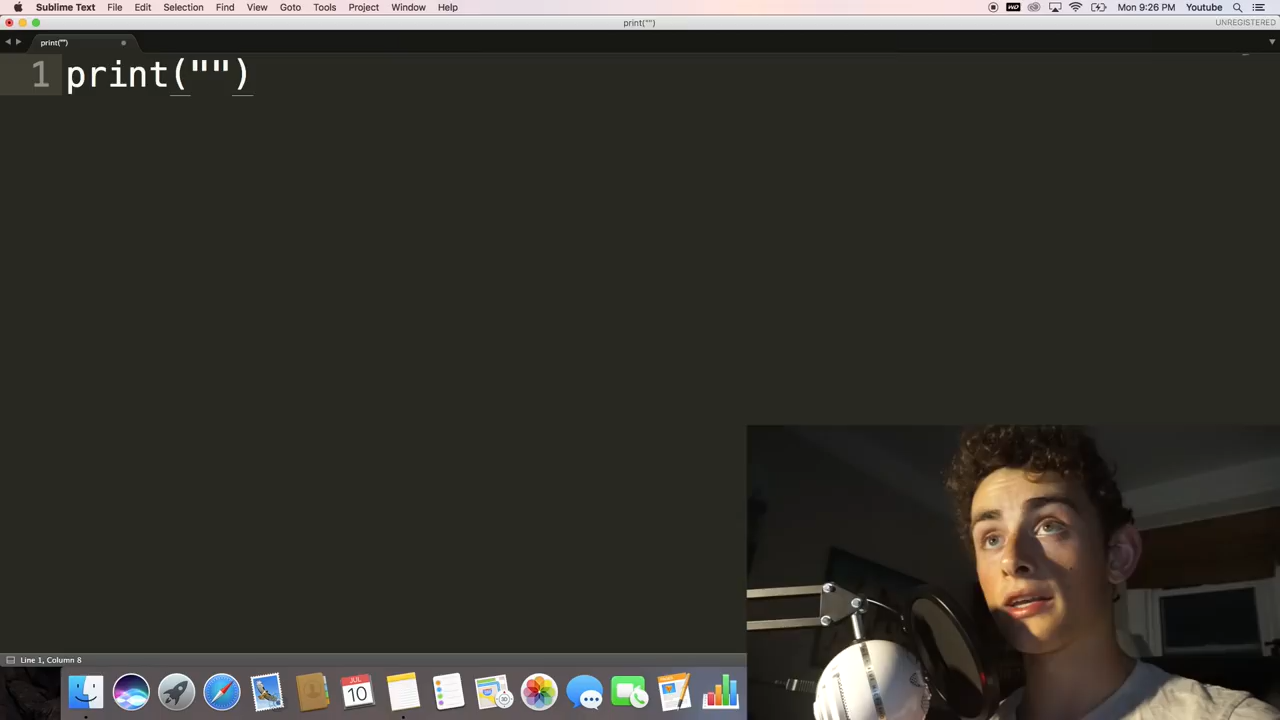 Sublime Text File Edit Selection Find View Goto Tools Project Window Help Mon 9:26 PM Youtube
print("") UNREGISTERED
print("")
1 print("")
Line 1, Column 8
JUL
10